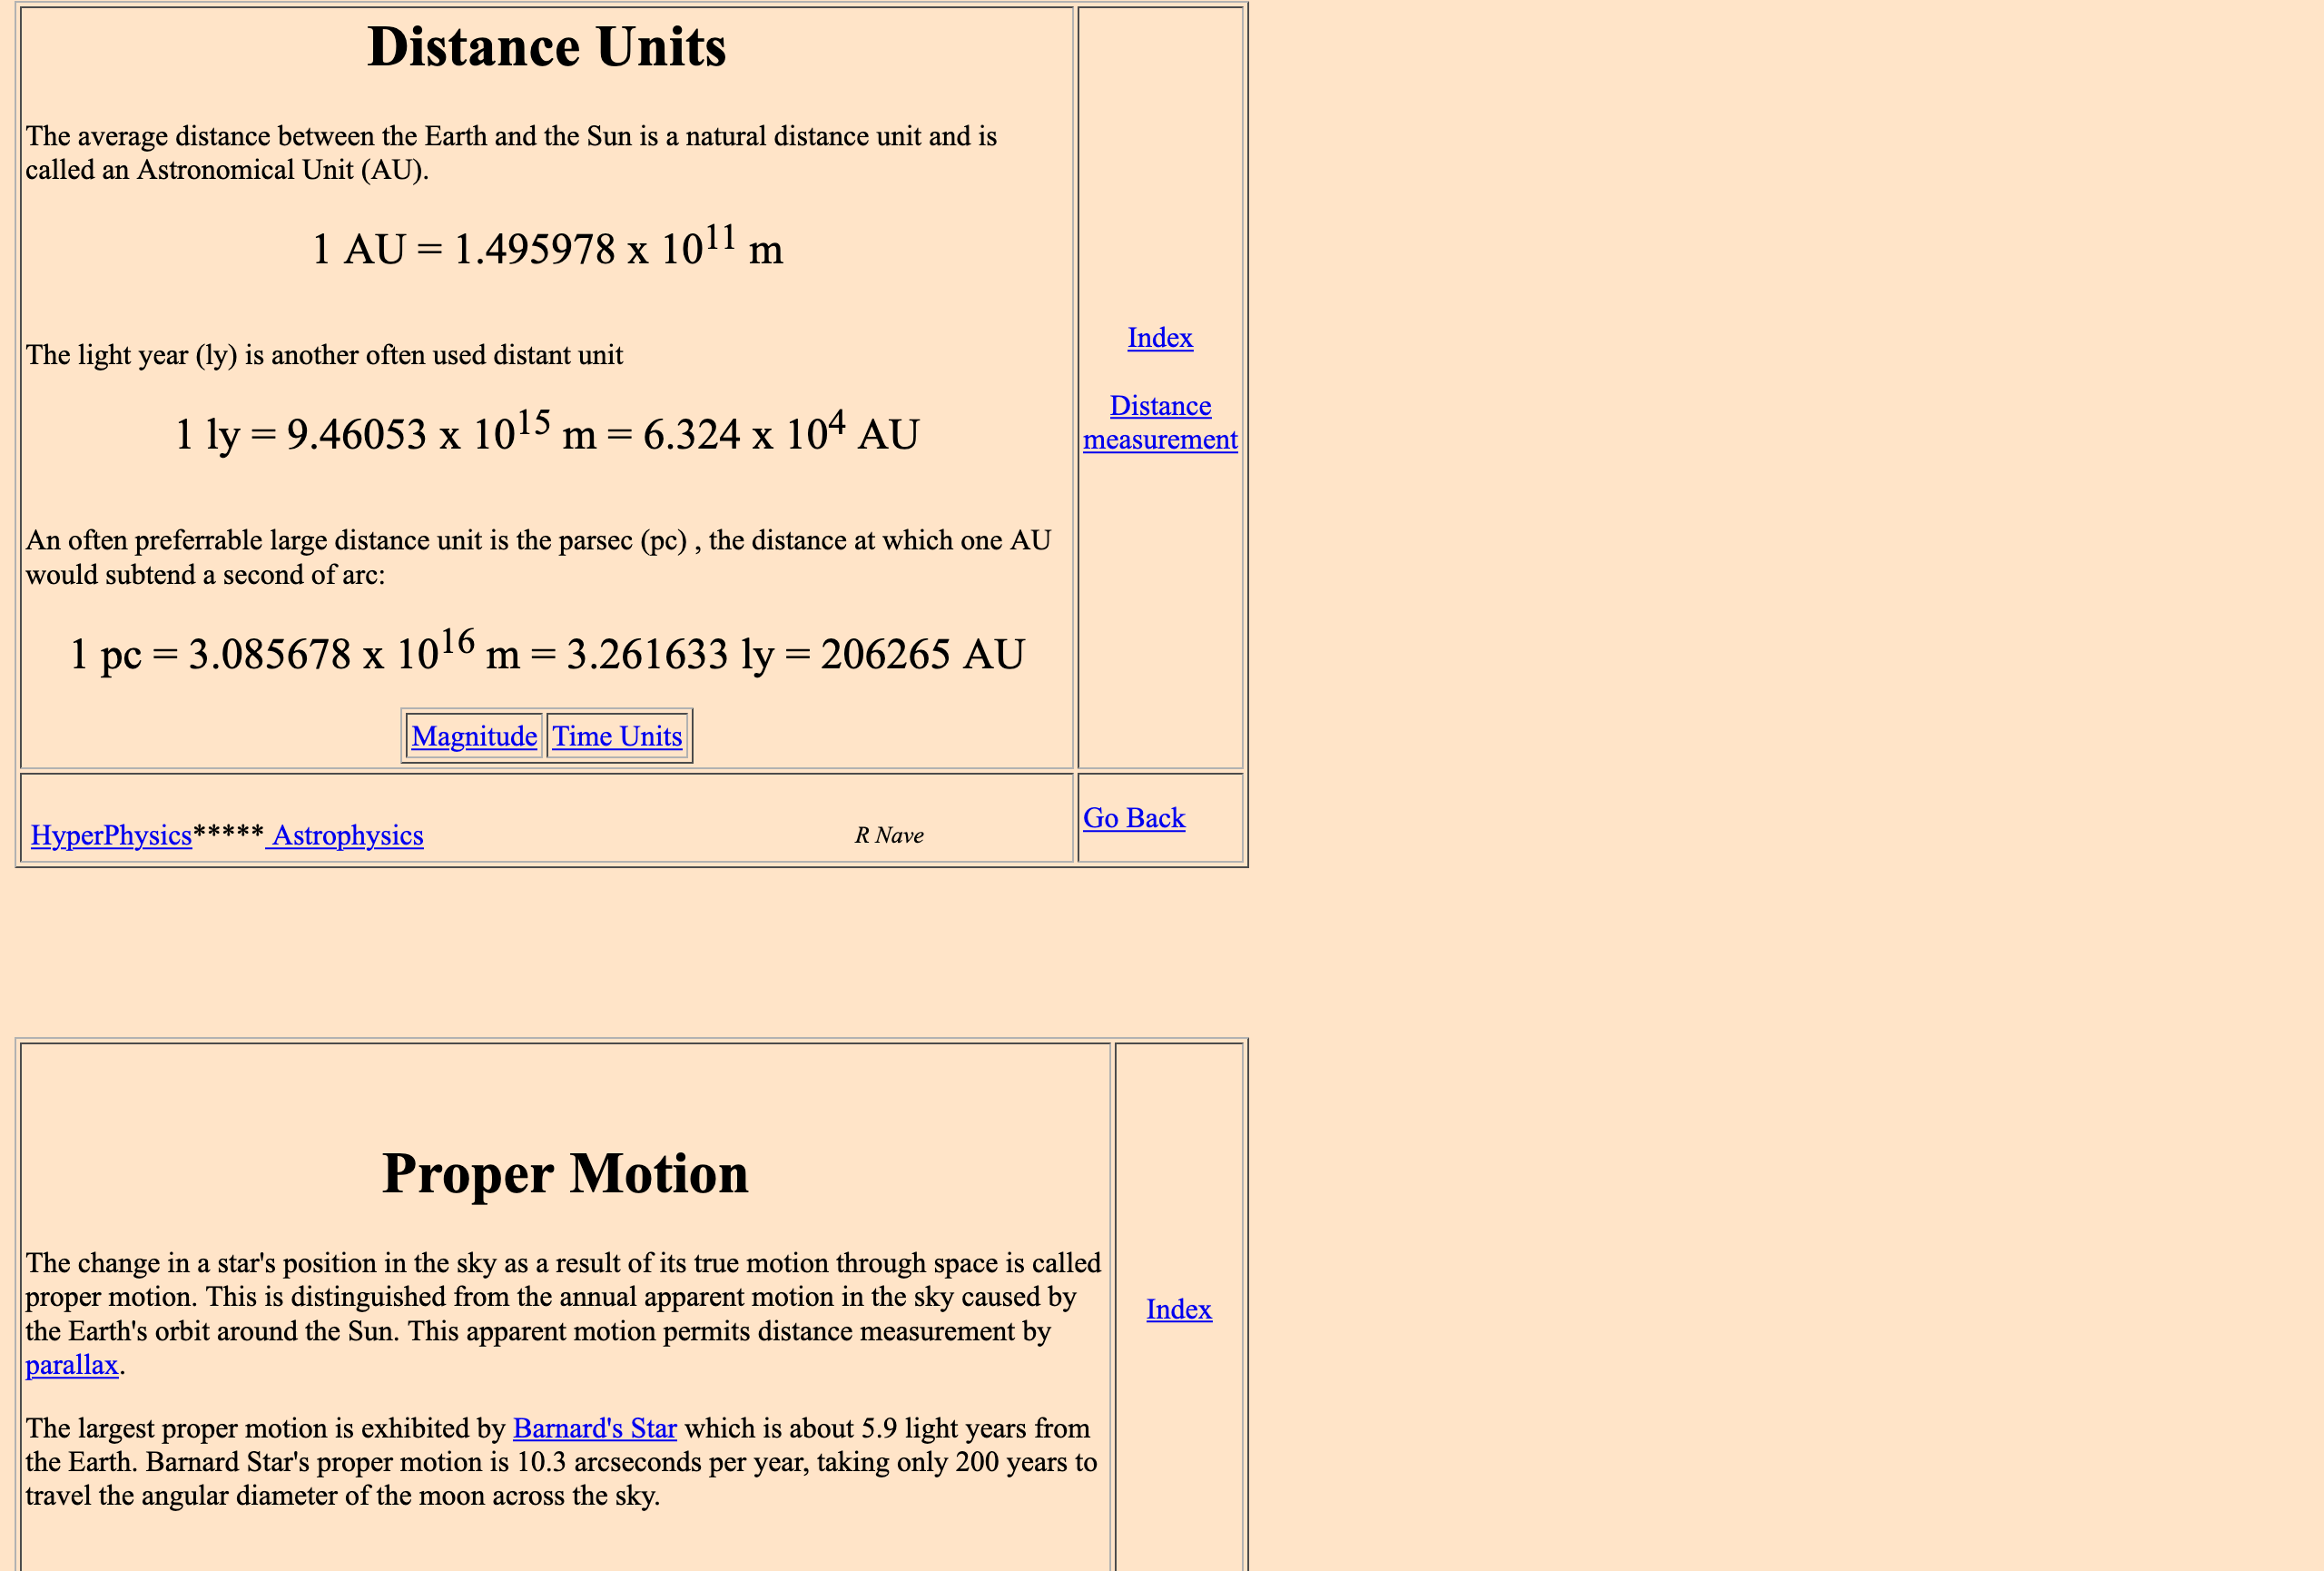 Distance Units
The average distance between the Earth and the Sun is a natural distance unit and is
called an Astronomical Unit (AU).
1 AU = 1.495978 x 10¹¹ m
The light year (ly) is another often used distant unit
1 ly = 9.46053 x 10¹⁵ m = 6.324 x 10⁴ AU
An often preferrable large distance unit is the parsec (pc) , the distance at which one AU
would subtend a second of arc:
1 pc = 3.085678 x 10¹⁶ m = 3.261633 ly = 206265 AU
Magnitude Time Units
Index
Distance
measurement
HyperPhysics***** Astrophysics R Nave
Go Back
Proper Motion
The change in a star's position in the sky as a result of its true motion through space is called
proper motion. This is distinguished from the annual apparent motion in the sky caused by
the Earth's orbit around the Sun. This apparent motion permits distance measurement by
parallax.
The largest proper motion is exhibited by Barnard's Star which is about 5.9 light years from
the Earth. Barnard Star's proper motion is 10.3 arcseconds per year, taking only 200 years to
travel the angular diameter of the moon across the sky.
Index